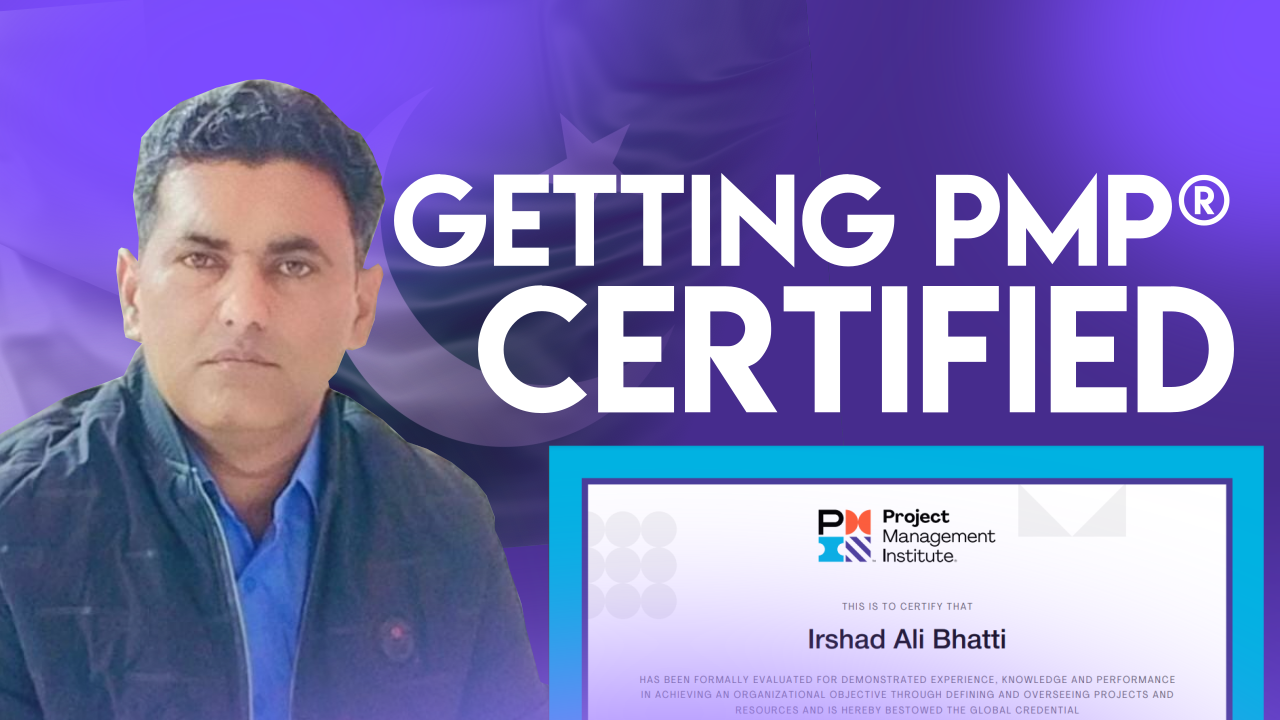 GETTING PMP®
CERTIFIED
PM
Project
Management
Institute.
THIS IS TO CERTIFY THAT
Irshad Ali Bhatti
HAS BEEN FORMALLY EVALUATED FOR DEMONSTRATED EXPERIENCE, KNOWLEDGE AND PERFORMANCE
IN ACHIEVING AN ORGANIZATIONAL OBJECTIVE THROUGH DEFINING AND OVERSEEING PROJECTS AND
RESOURCES AND IS HEREBY BESTOWED THE GLOBAL CREDENTIAL